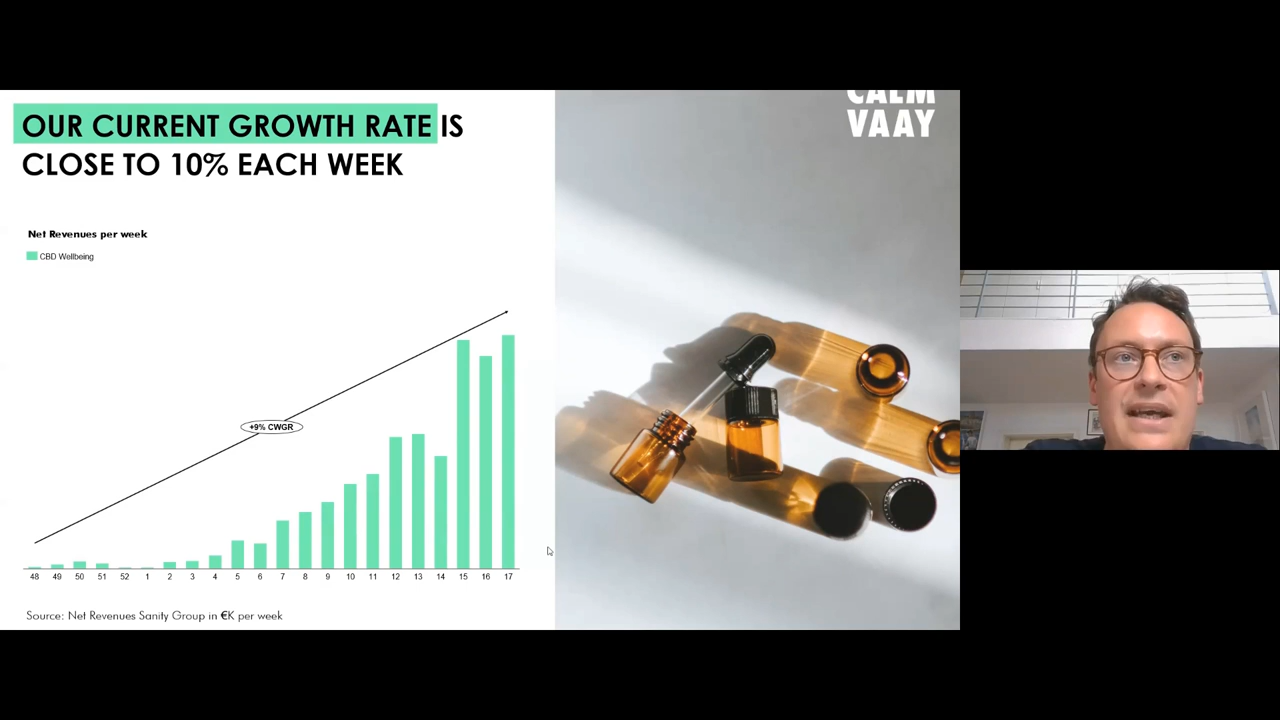 OUR CURRENT GROWTH RATE IS
CLOSE TO 10% EACH WEEK
CALM
VAAY
Net Revenues per week
CBD Wellbeing
+9% CWGR
48 49 50 51 52 1 2 3 4 5 6 7 8 9 10 11 12 13 14 15 16 17
Source: Net Revenues Sanity Group in €K per week